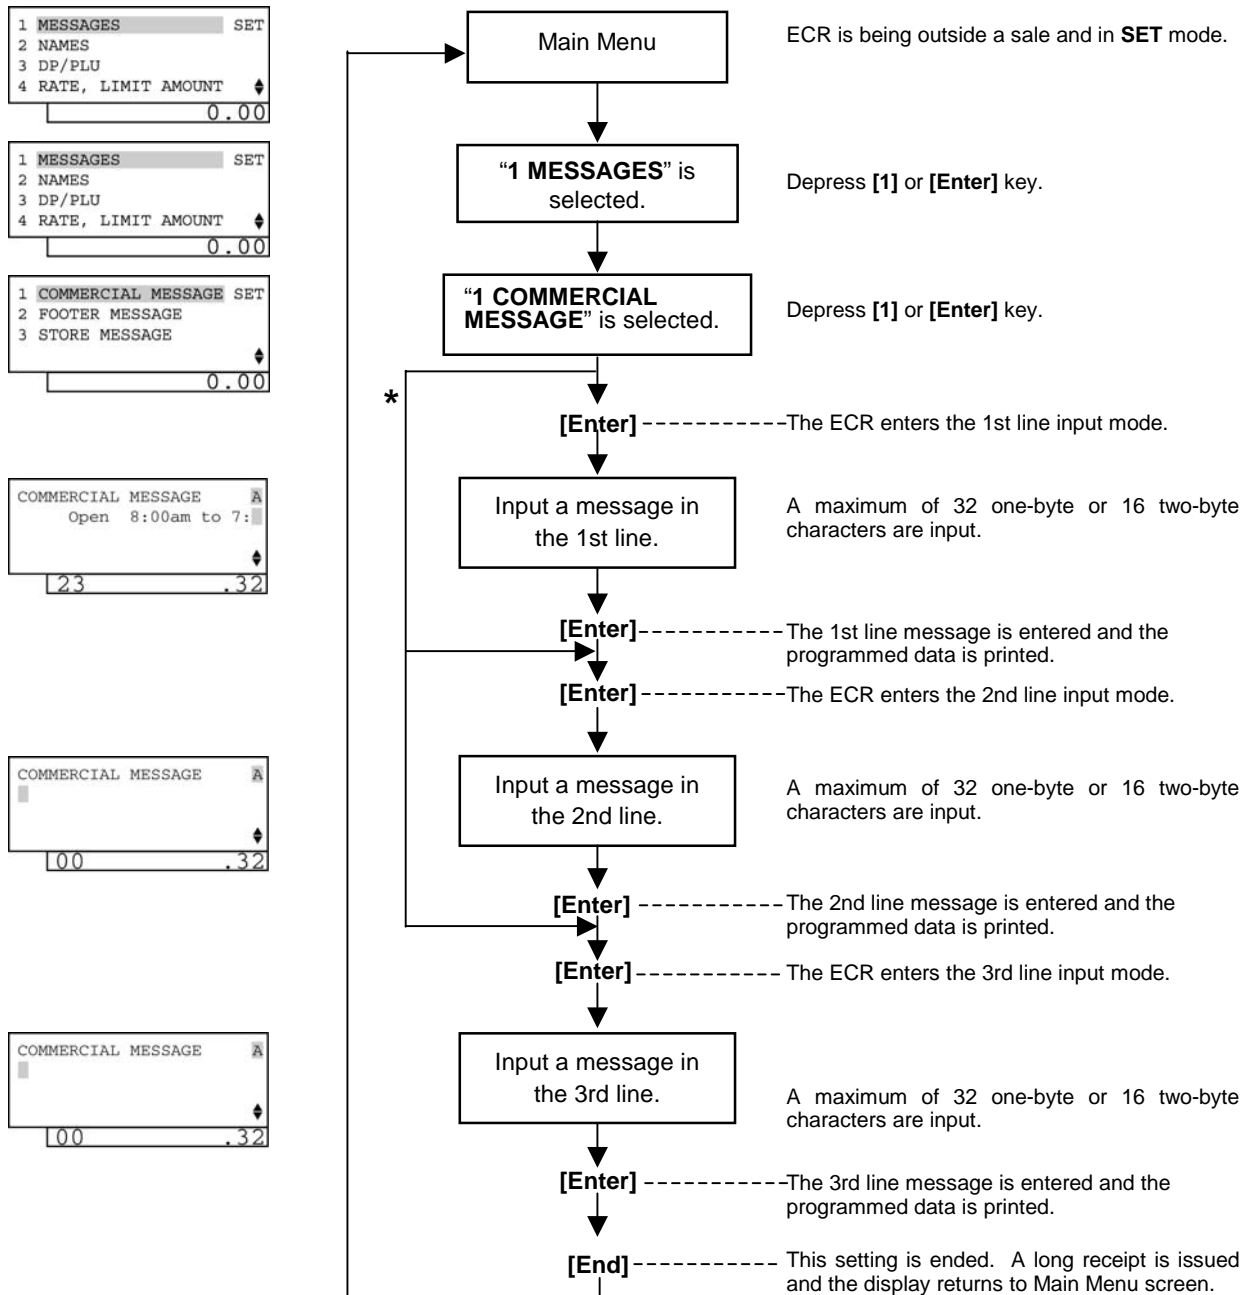 1 MESSAGES SET
2 NAMES
3 DP/PLU
4 RATE, LIMIT AMOUNT
0.00
Main Menu
ECR is being outside a sale and in SET mode.
1 MESSAGES SET
2 NAMES
3 DP/PLU
4 RATE, LIMIT AMOUNT
0.00
“1 MESSAGES” is
selected.
Depress [1] or [Enter] key.
1 COMMERCIAL MESSAGE SET
2 FOOTER MESSAGE
3 STORE MESSAGE
0.00
“1 COMMERCIAL
MESSAGE” is selected.
Depress [1] or [Enter] key.
*
[Enter]
The ECR enters the 1st line input mode.
COMMERCIAL MESSAGE A
Open 8:00am to 7:
23 .32
Input a message in
the 1st line.
A maximum of 32 one-byte or 16 two-byte
characters are input.
[Enter]
The 1st line message is entered and the
programmed data is printed.
[Enter]
The ECR enters the 2nd line input mode.
COMMERCIAL MESSAGE A
00 .32
Input a message in
the 2nd line.
A maximum of 32 one-byte or 16 two-byte
characters are input.
[Enter]
The 2nd line message is entered and the
programmed data is printed.
[Enter]
The ECR enters the 3rd line input mode.
COMMERCIAL MESSAGE A
00 .32
Input a message in
the 3rd line.
A maximum of 32 one-byte or 16 two-byte
characters are input.
[Enter]
The 3rd line message is entered and the
programmed data is printed.
[End]
This setting is ended. A long receipt is issued
and the display returns to Main Menu screen.